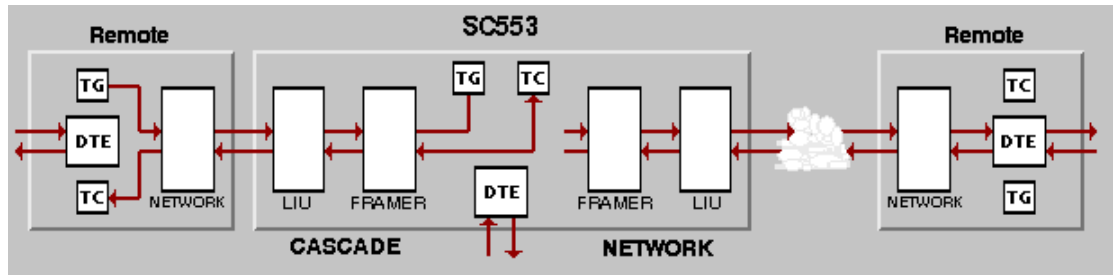 Remote
SC553
Remote
TG
DTE
TC
NETWORK
LIU
FRAMER
TG
TC
DTE
FRAMER
LIU
NETWORK
TC
DTE
TG
CASCADE
NETWORK